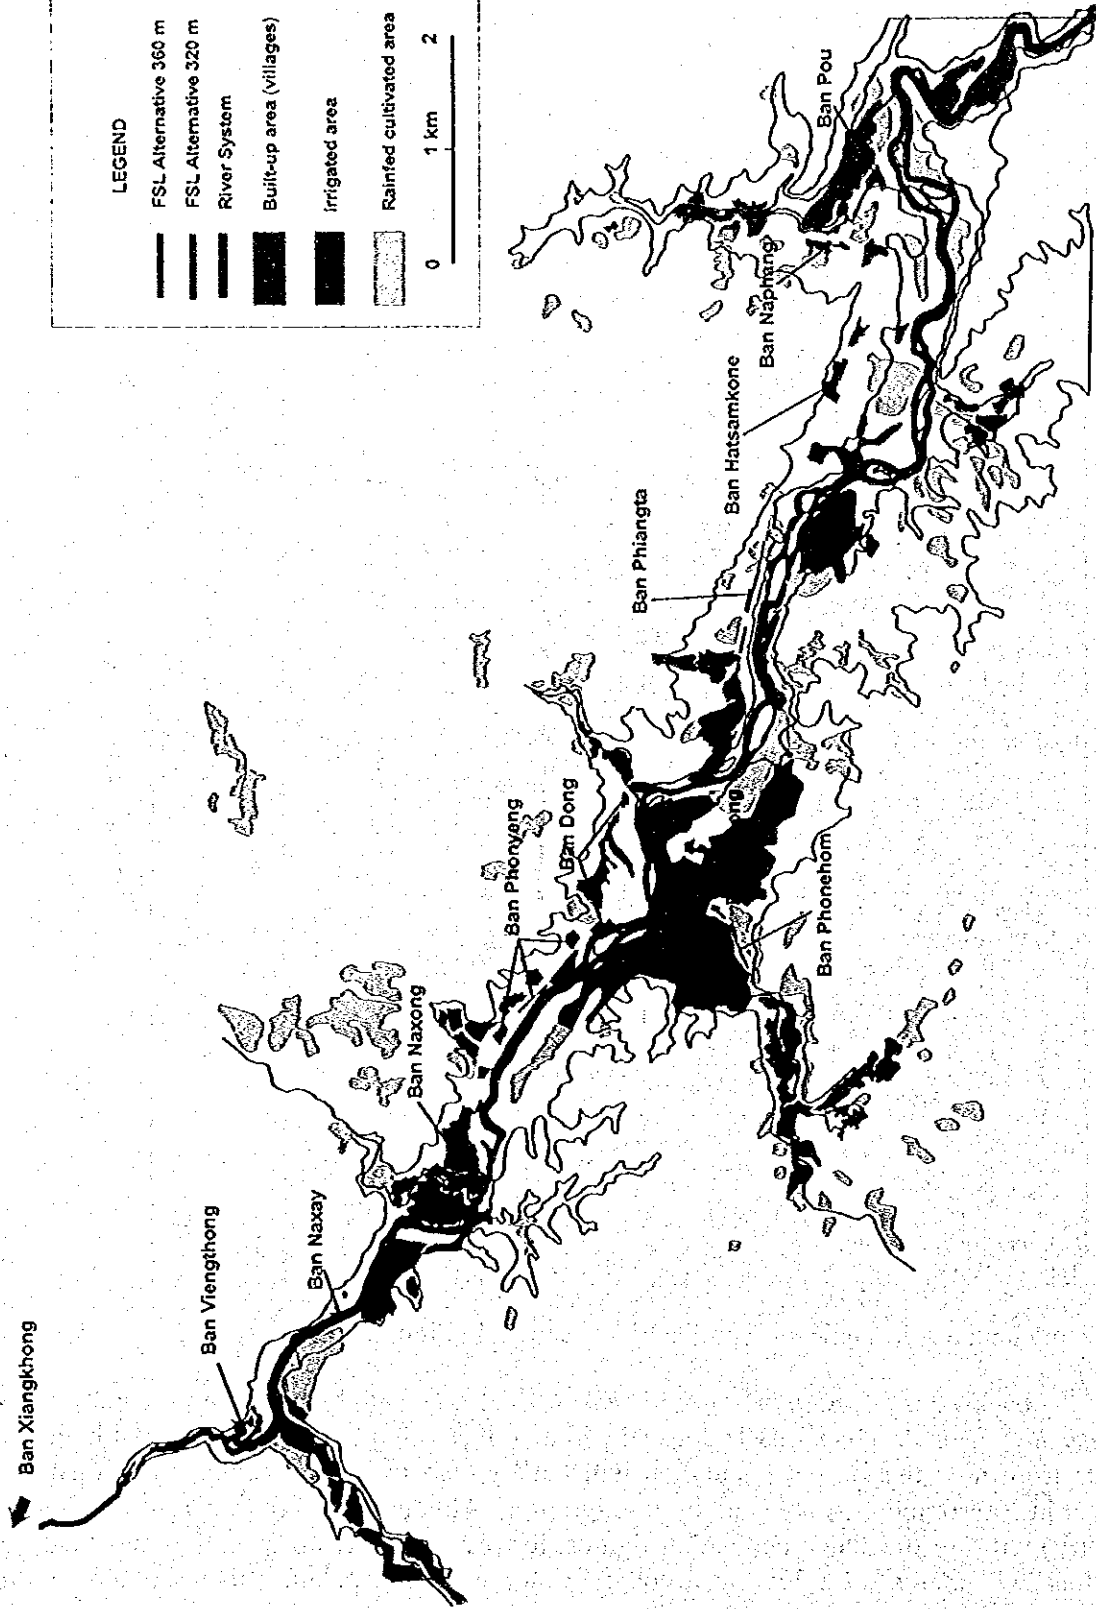 LEGEND
FSL Alternative 360 m
FSL Alternative 320 m
River System
Built-up area (villages)
Irrigated area
Rainfed cultivated area
0 1 km 2
Ban Xiangkhong
Ban Viengthong
Ban Naxay
Ban Naxong
Ban Phonyeng
Ban Dong
Ban Phonehom
Ban Phiangta
Ban Hatsamkone
Ban Naphang
Ban Pou